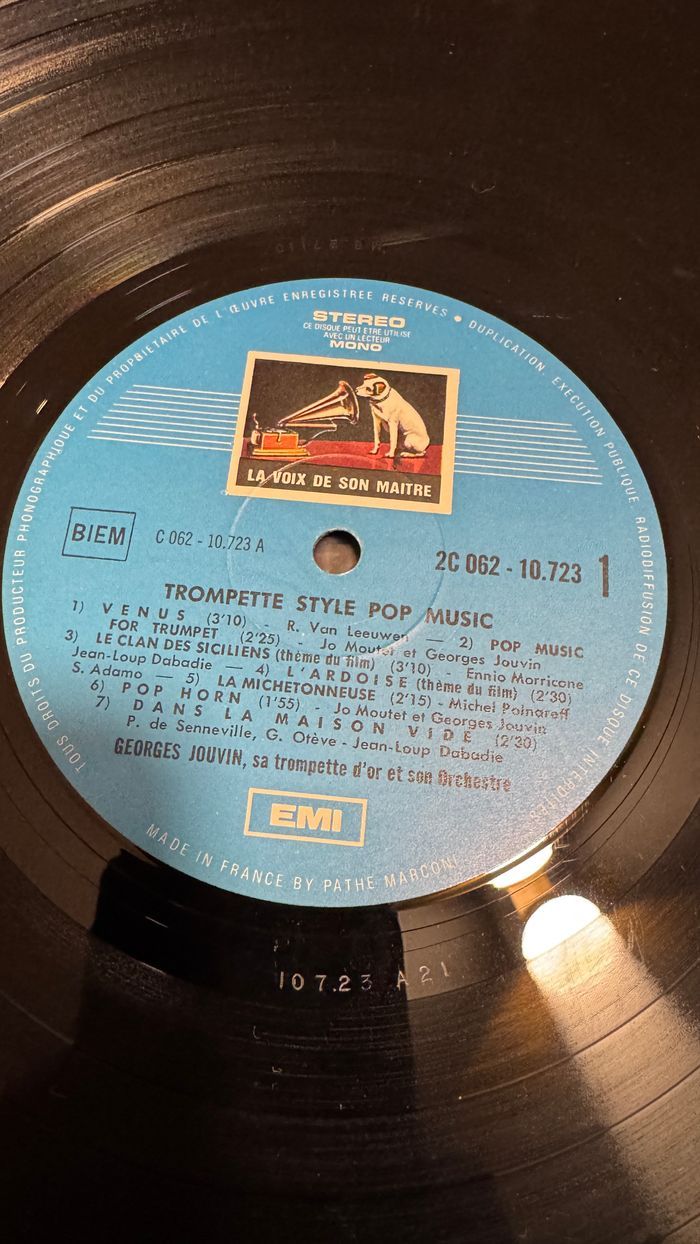 TOUS DROITS DU PRODUCTEUR PHONOGRAPHIQUE ET DU PROPRIETAIRE DE L'ŒUVRE ENREGISTREE RESERVES • DUPLICATION EXECUTION PUBLIQUE RADIODIFFUSION DE CE DISQUE INTERDITES
STEREO
CE DISQUE PEUT ETRE UTILISE
AVEC UN LECTEUR
MONO
LA VOIX DE SON MAITRE
BIEM
C 062 - 10.723 A
2C 062 - 10.723 1
TROMPETTE STYLE POP MUSIC
1) VENUS (3'10) - R. Van Leeuwen — 2) POP MUSIC
FOR TRUMPET (2'25) - Jo Moutet et Georges Jouvin
3) LE CLAN DES SICILIENS (thème du film) (3'10) - Ennio Morricone
Jean-Loup Dabadie — 4) L'ARDOISE (thème du film) (2'30)
S. Adamo — 5) LA MICHETONNEUSE (2'15) - Michel Polnareff
6) POP HORN (1'55) - Jo Moutet et Georges Jouvin
7) DANS LA MAISON VIDE (2'30)
P. de Senneville, G. Otève - Jean-Loup Dabadie
GEORGES JOUVIN, sa trompette d'or et son Orchestre
EMI
MADE IN FRANCE BY PATHE MARCONI
107.23 A21